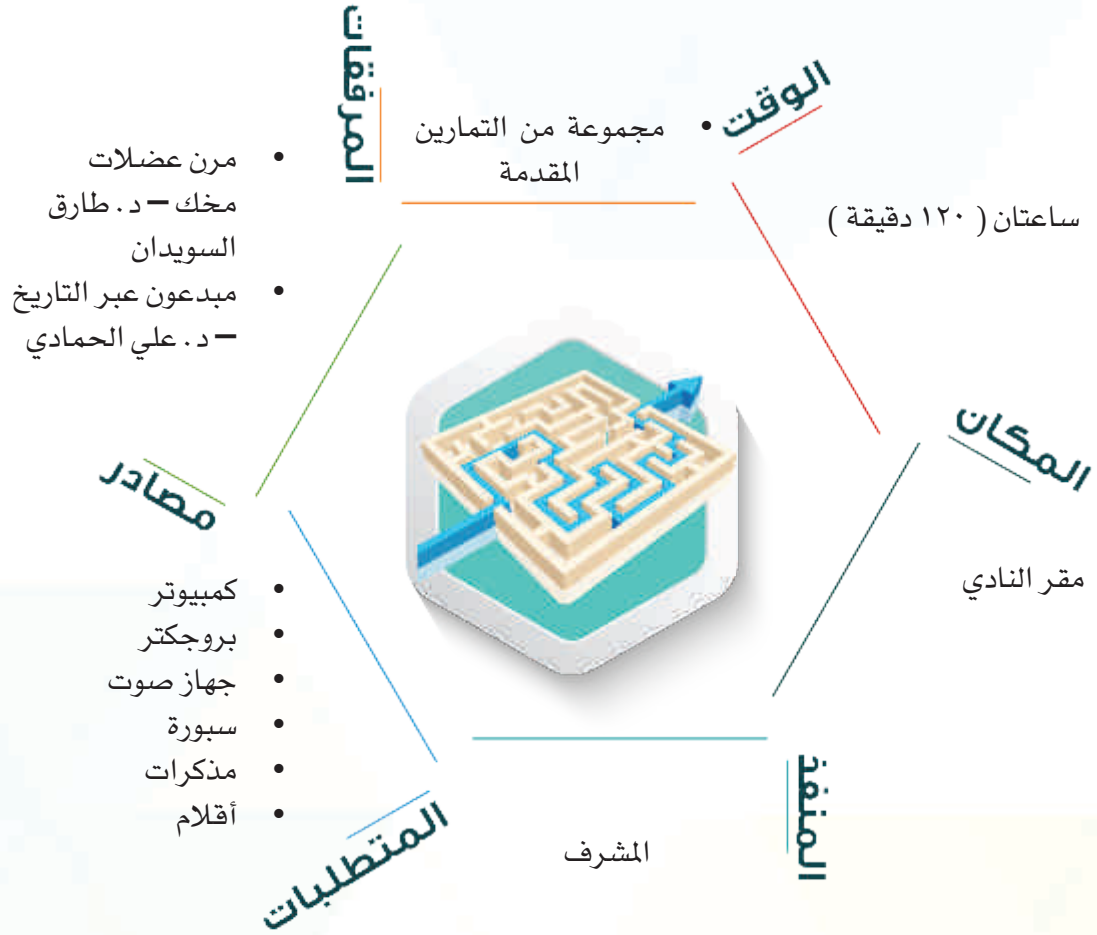 الوقت
ساعتان ( ١٢٠ دقيقة )
المكان
مقر النادي
المنفذ
المشرف
المتطلبات
• كمبيوتر
• بروجكتر
• جهاز صوت
• سبورة
• مذكرات
• أقلام
مصادر
• مرن عضلات
مخك – د. طارق
السويدان
• مبدعون عبر التاريخ
– د. علي الحمادي
المرفقات
• مجموعة من التمارين
المقدمة